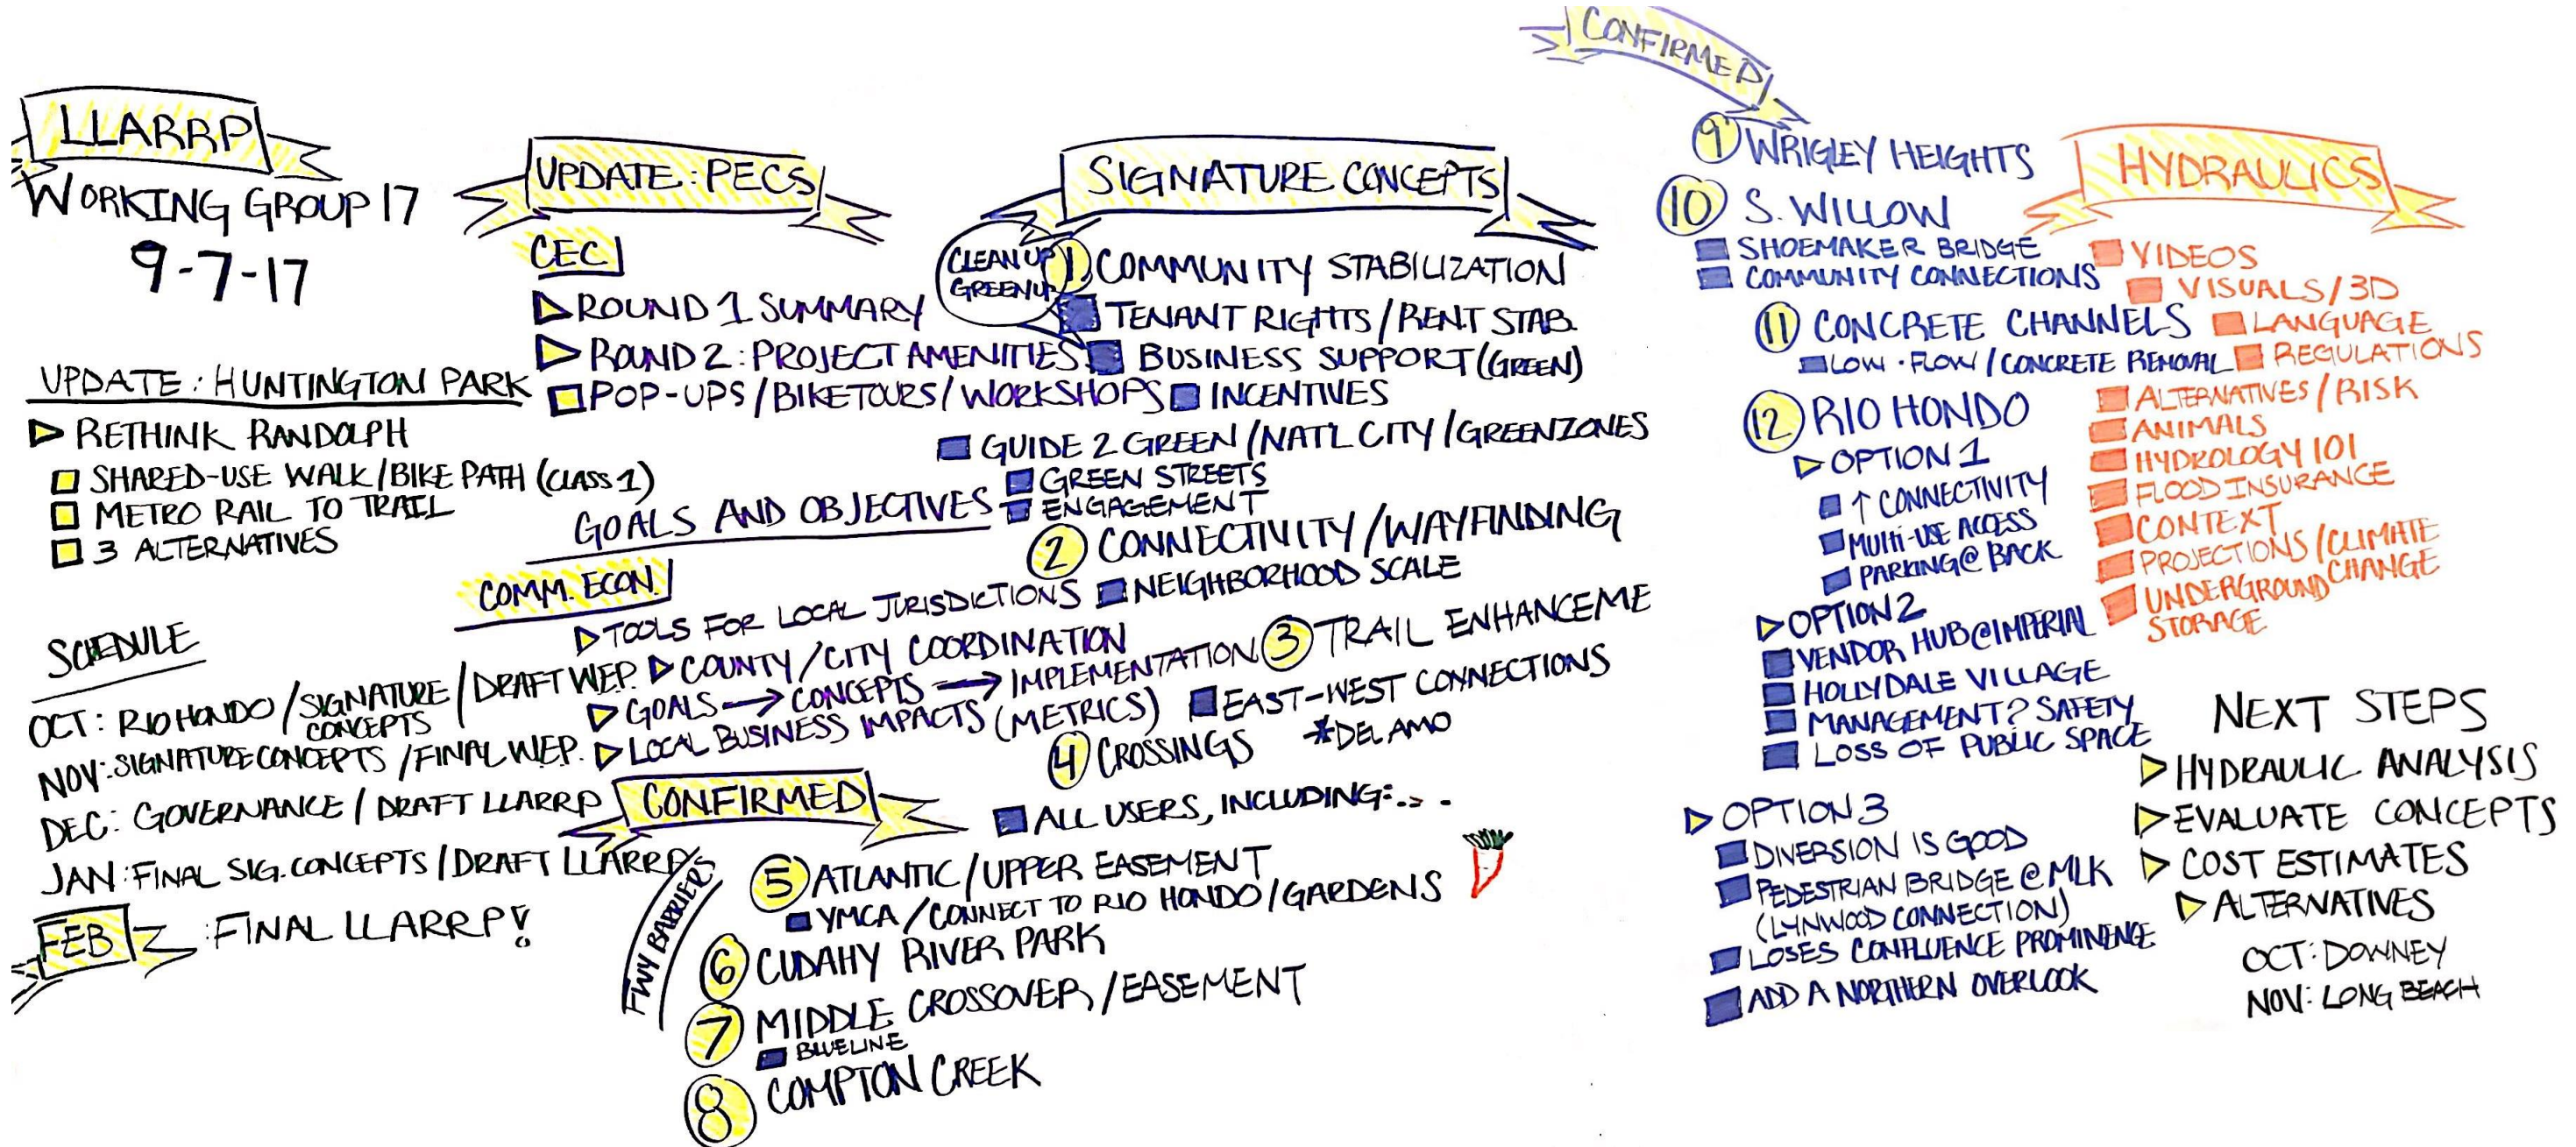 LLARRP
WORKING GROUP 17
9-7-17
UPDATE: HUNTINGTON PARK
RETHINK RANDOLPH
SHARED-USE WALK/BIKE PATH (CLASS 1)
METRO RAIL TO TRAIL
3 ALTERNATIVES
SCHEDULE
OCT: RIO HONDO/SIGNATURE CONCEPTS/DRAFT WEP.
NOV: SIGNATURE CONCEPTS/FINAL WEP.
DEC: GOVERNANCE/DRAFT LLARRP
JAN: FINAL SIG. CONCEPTS/DRAFT LLARRP
FEB: FINAL LLARRP!
UPDATE: PECS
CEC
ROUND 1 SUMMARY
ROUND 2: PROJECT AMENITIES
POP-UPS/BIKETOURS/WORKSHOPS
GOALS AND OBJECTIVES
COMM. ECON.
TOOLS FOR LOCAL JURISDICTIONS
COUNTY/CITY COORDINATION
GOALS → CONCEPTS → IMPLEMENTATION
LOCAL BUSINESS IMPACTS (METRICS)
SIGNATURE CONCEPTS
CLEAN UP
GREEN UP
1. COMMUNITY STABILIZATION
TENANT RIGHTS/RENT STAB.
BUSINESS SUPPORT (GREEN)
INCENTIVES
GUIDE 2 GREEN/NATL CITY/GREENZONES
GREEN STREETS
ENGAGEMENT
2 CONNECTIVITY/WAYFINDING
NEIGHBORHOOD SCALE
3 TRAIL ENHANCEME
EAST-WEST CONNECTIONS
*DEL AMO
4 CROSSINGS
ALL USERS, INCLUDING:...
CONFIRMED
FWY BARRIERS
5 ATLANTIC/UPPER EASEMENT
YMCA/CONNECT TO RIO HONDO/GARDENS
6 CUDAHY RIVER PARK
7 MIDDLE CROSSOVER/EASEMENT
BLUELINE
8 COMPTON CREEK
CONFIRMED
9 WRIGLEY HEIGHTS
10 S. WILLOW
SHOEMAKER BRIDGE
COMMUNITY CONNECTIONS
11 CONCRETE CHANNELS
LOW-FLOW/CONCRETE REMOVAL
12 RIO HONDO
OPTION 1
↑ CONNECTIVITY
MULTI-USE ACCESS
PARKING @ BACK
OPTION 2
VENDOR HUB @ IMPERIAL
HOLLYDALE VILLAGE
MANAGEMENT? SAFETY
LOSS OF PUBLIC SPACE
OPTION 3
DIVERSION IS GOOD
PEDESTRIAN BRIDGE @ MLK
(LYNWOOD CONNECTION)
LOSES CONFLUENCE PROMINENCE
ADD A NORTHERN OVERLOOK
HYDRAULICS
VIDEOS
VISUALS/3D
LANGUAGE
REGULATIONS
ALTERNATIVES/RISK
ANIMALS
HYDROLOGY 101
FLOOD INSURANCE
CONTEXT
PROJECTIONS/CLIMATE
CHANGE
UNDERGROUND
STORAGE
NEXT STEPS
HYDRAULIC ANALYSIS
EVALUATE CONCEPTS
COST ESTIMATES
ALTERNATIVES
OCT: DOWNEY
NOV: LONG BEACH